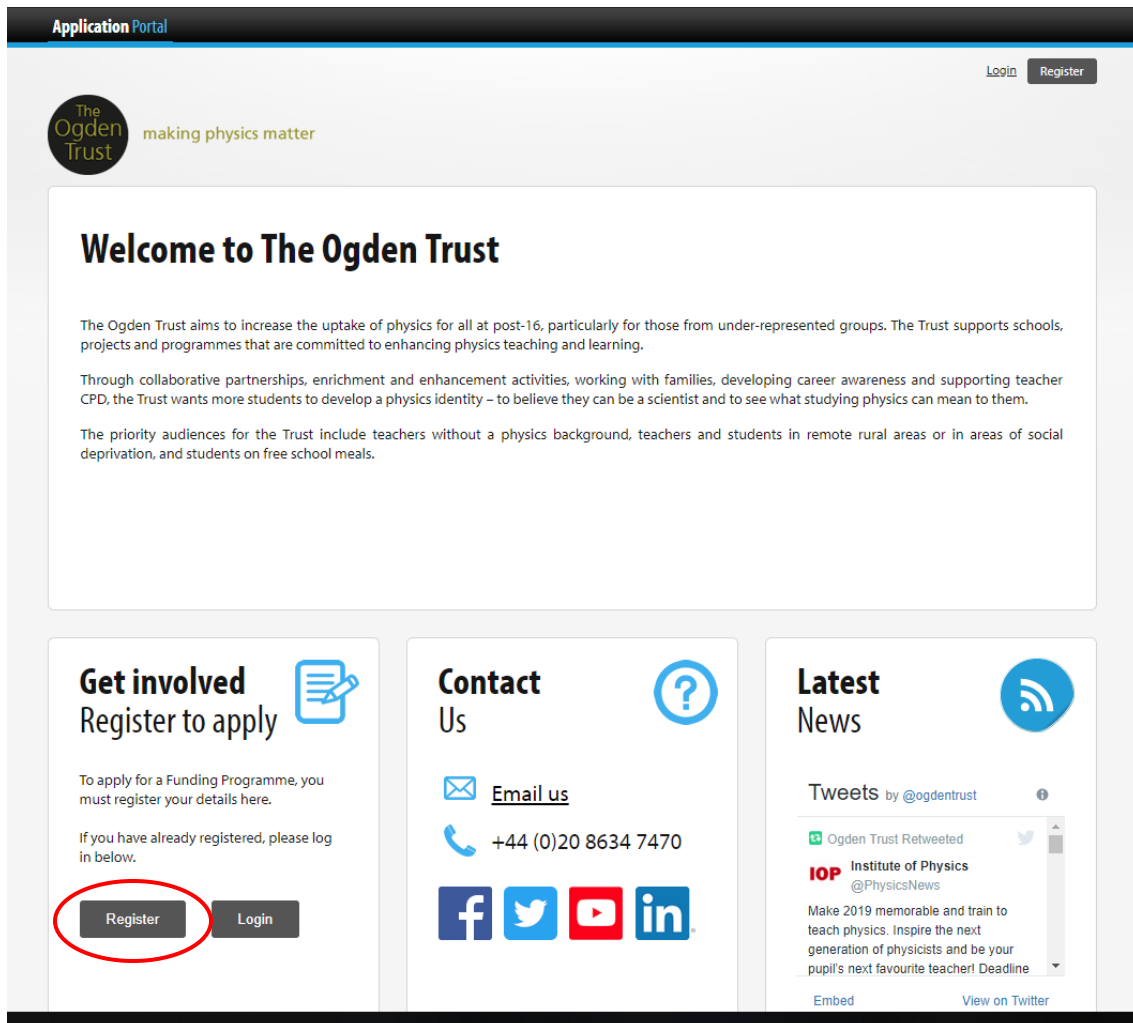 Application Portal
Login Register
The
Ogden
Trust
making physics matter
Welcome to The Ogden Trust
The Ogden Trust aims to increase the uptake of physics for all at post-16, particularly for those from under-represented groups. The Trust supports schools,
projects and programmes that are committed to enhancing physics teaching and learning.
Through collaborative partnerships, enrichment and enhancement activities, working with families, developing career awareness and supporting teacher
CPD, the Trust wants more students to develop a physics identity – to believe they can be a scientist and to see what studying physics can mean to them.
The priority audiences for the Trust include teachers without a physics background, teachers and students in remote rural areas or in areas of social
deprivation, and students on free school meals.
Get involved
Register to apply
To apply for a Funding Programme, you
must register your details here.
If you have already registered, please log
in below.
Register Login
Contact
Us
?
Email us
+44 (0)20 8634 7470
f in
Latest
News
Tweets by @ogdentrust
Ogden Trust Retweeted
IOP Institute of Physics
@PhysicsNews
Make 2019 memorable and train to
teach physics. Inspire the next
generation of physicists and be your
pupil's next favourite teacher! Deadline
Embed View on Twitter